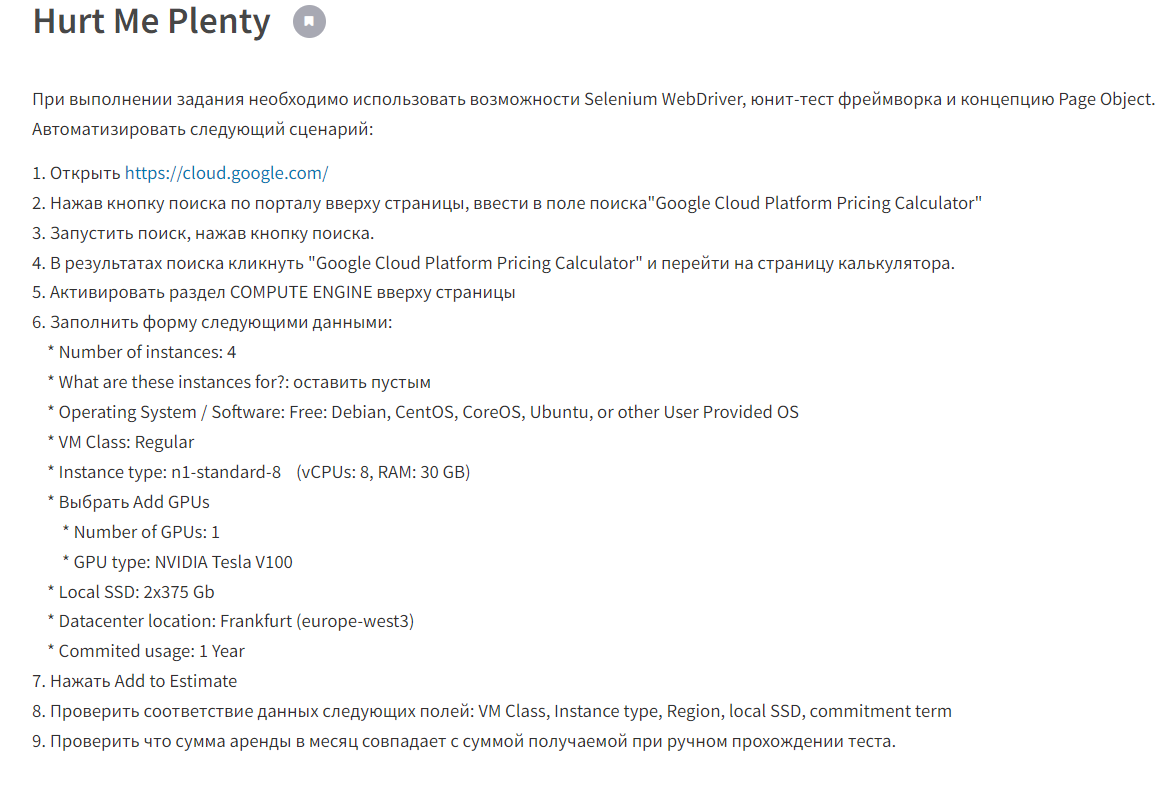 Hurt Me Plenty
При выполнении задания необходимо использовать возможности Selenium WebDriver, юнит-тест фреймворка и концепцию Page Object.
Автоматизировать следующий сценарий:
1. Открыть https://cloud.google.com/
2. Нажав кнопку поиска по порталу вверху страницы, ввести в поле поиска"Google Cloud Platform Pricing Calculator"
3. Запустить поиск, нажав кнопку поиска.
4. В результатах поиска кликнуть "Google Cloud Platform Pricing Calculator" и перейти на страницу калькулятора.
5. Активировать раздел COMPUTE ENGINE вверху страницы
6. Заполнить форму следующими данными:
* Number of instances: 4
* What are these instances for?: оставить пустым
* Operating System / Software: Free: Debian, CentOS, CoreOS, Ubuntu, or other User Provided OS
* VM Class: Regular
* Instance type: n1-standard-8 (vCPUs: 8, RAM: 30 GB)
* Выбрать Add GPUs
* Number of GPUs: 1
* GPU type: NVIDIA Tesla V100
* Local SSD: 2x375 Gb
* Datacenter location: Frankfurt (europe-west3)
* Commited usage: 1 Year
7. Нажать Add to Estimate
8. Проверить соответствие данных следующих полей: VM Class, Instance type, Region, local SSD, commitment term
9. Проверить что сумма аренды в месяц совпадает с суммой получаемой при ручном прохождении теста.